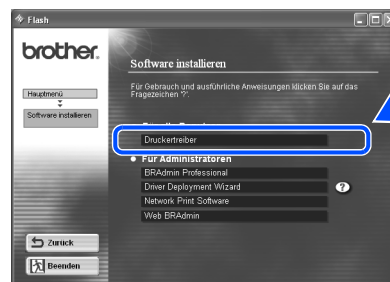 Flash
brother.
Hauptmenü
Software installieren
Software installieren
Für Gebrauch und ausführliche Anweisungen klicken Sie auf das
Fragezeichen '?'.
Druckertreiber
Für Administratoren
BRAdmin Professional
Driver Deployment Wizard
?
Network Print Software
Web BRAdmin
Zurück
Beenden